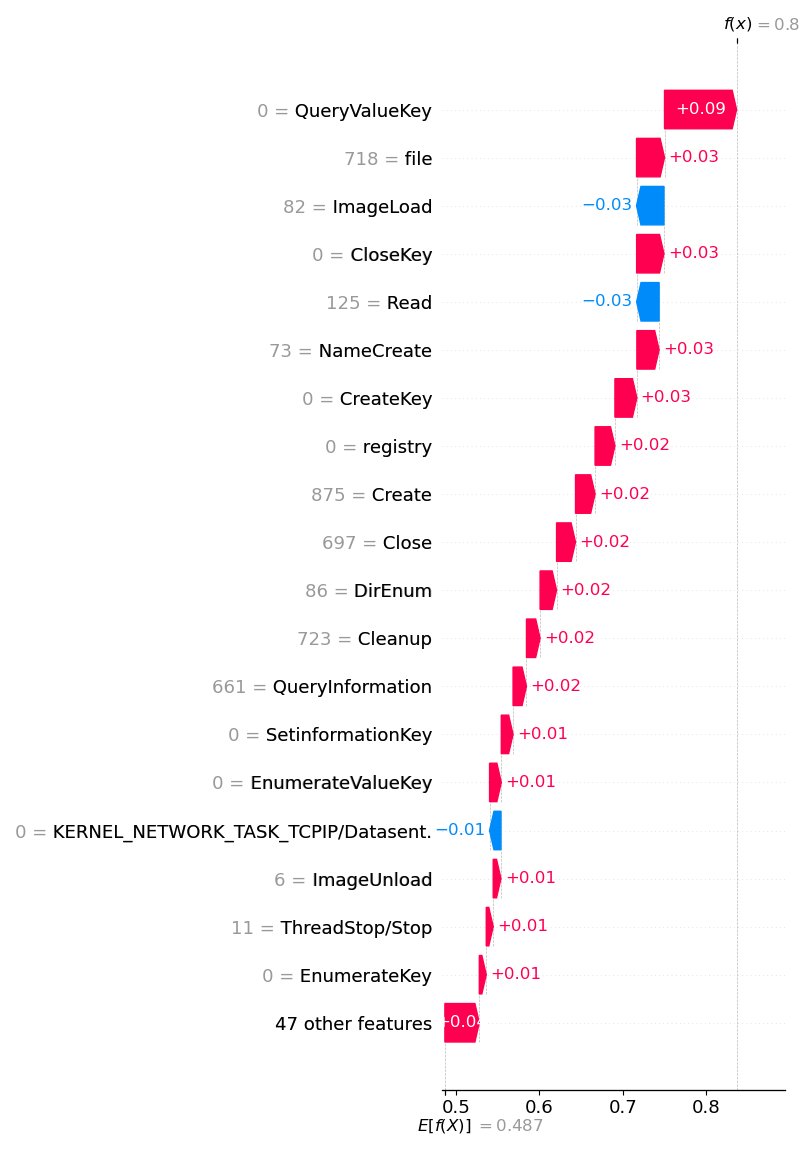 f(x) = 0.8
0 = QueryValueKey +0.09
718 = file +0.03
82 = ImageLoad −0.03
0 = CloseKey +0.03
125 = Read −0.03
73 = NameCreate +0.03
0 = CreateKey +0.03
0 = registry +0.02
875 = Create +0.02
697 = Close +0.02
86 = DirEnum +0.02
723 = Cleanup +0.02
661 = QueryInformation +0.02
0 = SetinformationKey +0.01
0 = EnumerateValueKey +0.01
0 = KERNEL_NETWORK_TASK_TCPIP/Datasent. −0.01
6 = ImageUnload +0.01
11 = ThreadStop/Stop +0.01
0 = EnumerateKey +0.01
47 other features +0.04
0.5 0.6 0.7 0.8
E[f(X)] = 0.487